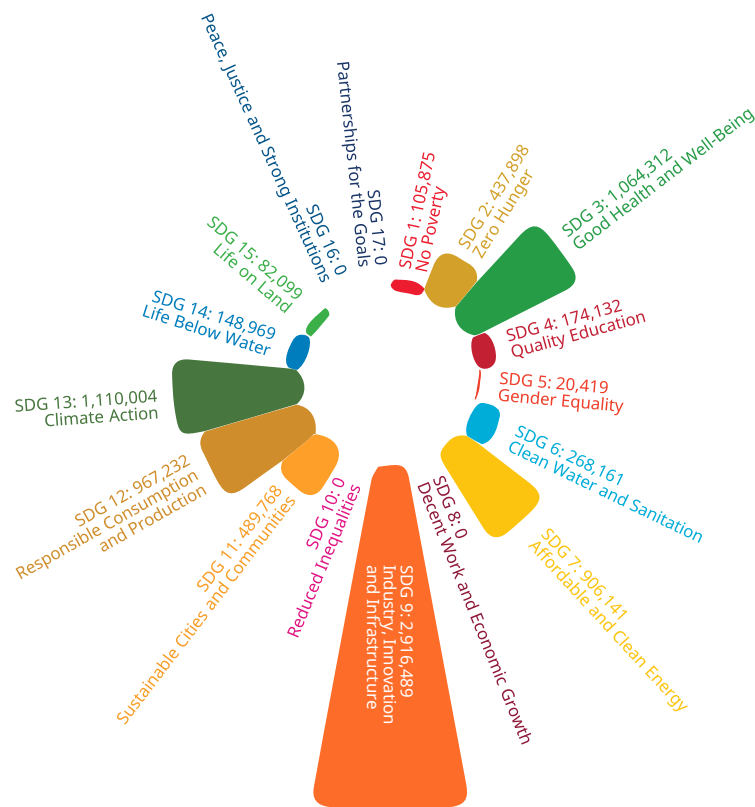 SDG 1: 105,875
No Poverty
SDG 2: 437,898
Zero Hunger
SDG 3: 1,064,312
Good Health and Well-Being
SDG 4: 174,132
Quality Education
SDG 5: 20,419
Gender Equality
SDG 6: 268,161
Clean Water and Sanitation
SDG 7: 906,141
Affordable and Clean Energy
SDG 8: 0
Decent Work and Economic Growth
SDG 9: 2,916,489
Industry, Innovation
and Infrastructure
SDG 10: 0
Reduced Inequalities
SDG 11: 489,768
Sustainable Cities and Communities
SDG 12: 967,232
Responsible Consumption
and Production
SDG 13: 1,110,004
Climate Action
SDG 14: 148,969
Life Below Water
SDG 15: 82,099
Life on Land
SDG 16: 0
Peace, Justice and Strong Institutions
SDG 17: 0
Partnerships for the Goals